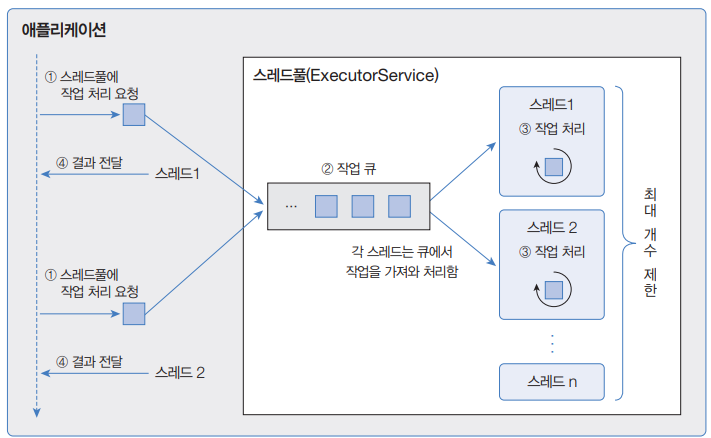 애플리케이션
① 스레드풀에
작업 처리 요청
④ 결과 전달
스레드1
① 스레드풀에
작업 처리 요청
④ 결과 전달
스레드 2
스레드풀(ExecutorService)
② 작업 큐
...
각 스레드는 큐에서
작업을 가져와 처리함
스레드1
③ 작업 처리
스레드 2
③ 작업 처리
⋮
스레드 n
최대 개수 제한